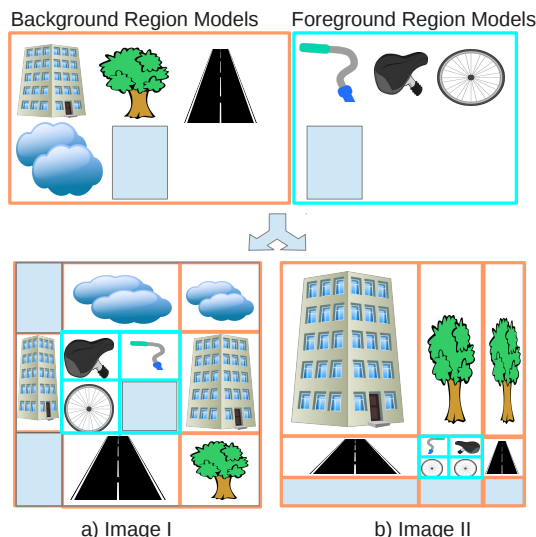 Background Region Models
Foreground Region Models
a) Image I
b) Image II